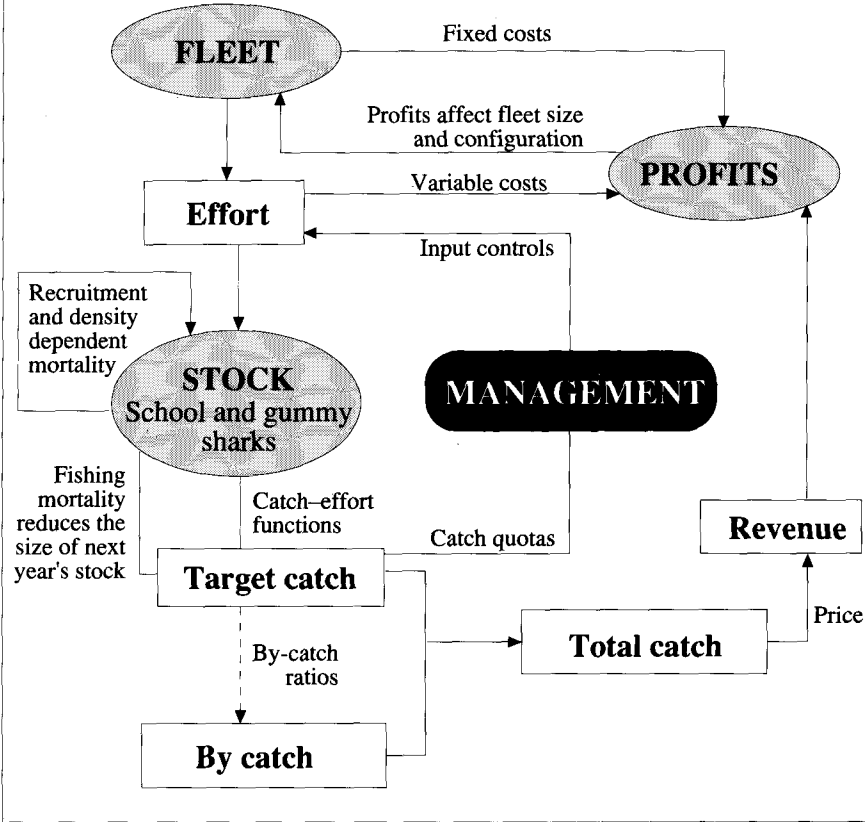 FLEET
Fixed costs
Profits affect fleet size
and configuration
PROFITS
Variable costs
Effort
Input controls
Recruitment
and density
dependent
mortality
STOCK
School and gummy
sharks
MANAGEMENT
Fishing
mortality
reduces the
size of next
year's stock
Catch–effort
functions
Catch quotas
Revenue
Target catch
Price
Total catch
By-catch
ratios
By catch